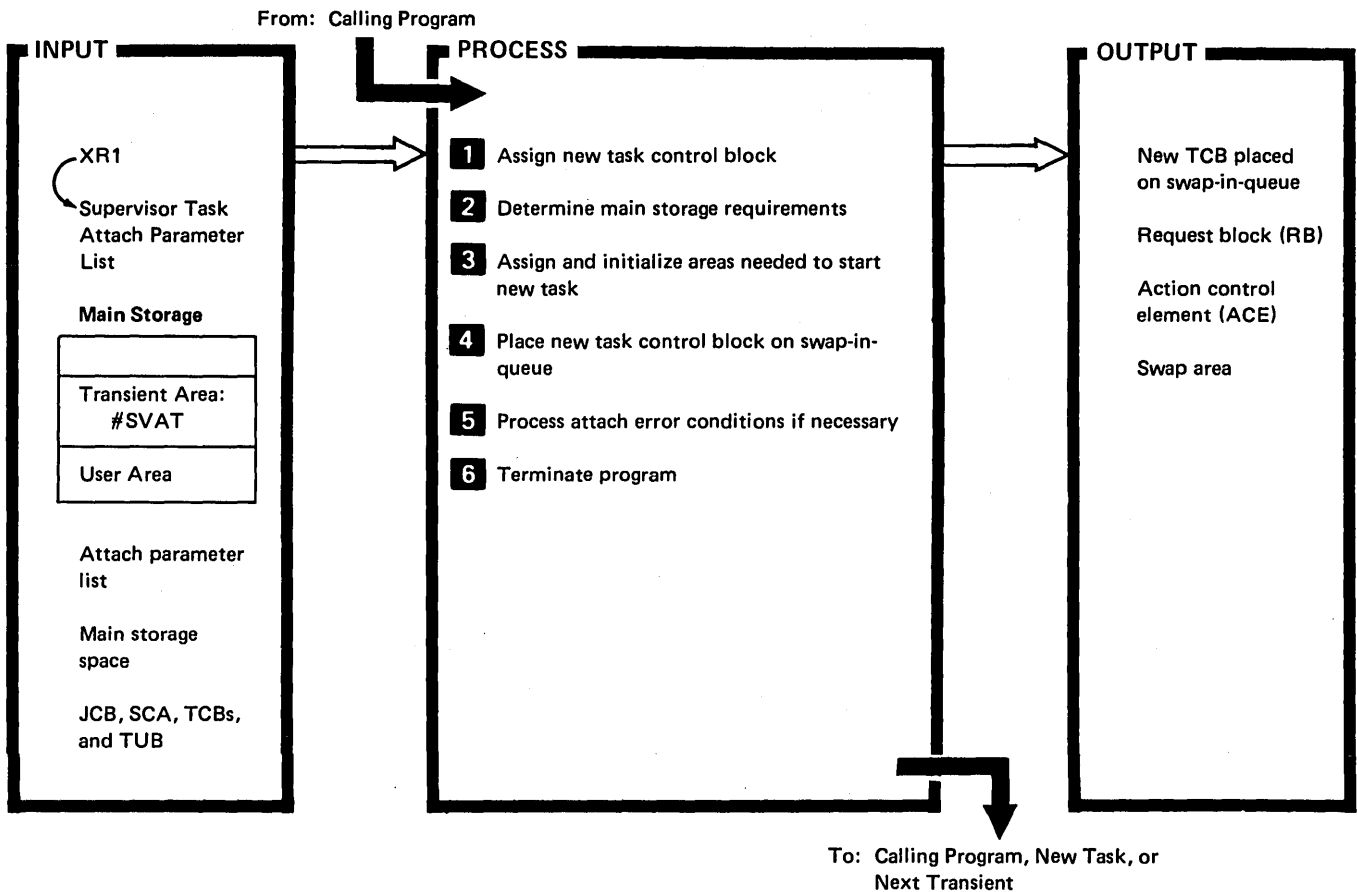 From: Calling Program
INPUT
XR1
Supervisor Task
Attach Parameter
List
Main Storage
Transient Area:
#SVAT
User Area
Attach parameter
list
Main storage
space
JCB, SCA, TCBs,
and TUB
PROCESS
1 Assign new task control block
2 Determine main storage requirements
3 Assign and initialize areas needed to start
new task
4 Place new task control block on swap-in-
queue
5 Process attach error conditions if necessary
6 Terminate program
OUTPUT
New TCB placed
on swap-in-queue
Request block (RB)
Action control
element (ACE)
Swap area
To: Calling Program, New Task, or
Next Transient